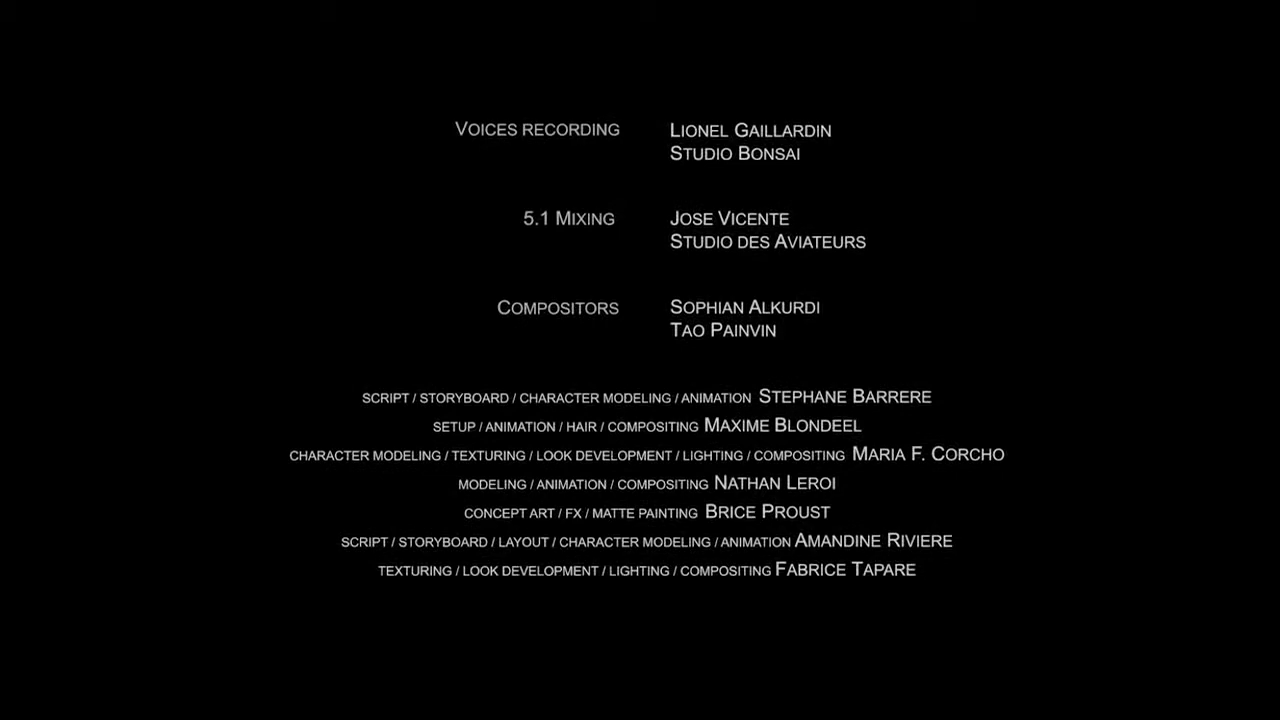 VOICES RECORDING LIONEL GAILLARDIN
STUDIO BONSAI
5.1 MIXING JOSE VICENTE
STUDIO DES AVIATEURS
COMPOSITORS SOPHIAN ALKURDI
TAO PAINVIN
SCRIPT / STORYBOARD / CHARACTER MODELING / ANIMATION STEPHANE BARRERE
SETUP / ANIMATION / HAIR / COMPOSITING MAXIME BLONDEEL
CHARACTER MODELING / TEXTURING / LOOK DEVELOPMENT / LIGHTING / COMPOSITING MARIA F. CORCHO
MODELING / ANIMATION / COMPOSITING NATHAN LEROI
CONCEPT ART / FX / MATTE PAINTING BRICE PROUST
SCRIPT / STORYBOARD / LAYOUT / CHARACTER MODELING / ANIMATION AMANDINE RIVIERE
TEXTURING / LOOK DEVELOPMENT / LIGHTING / COMPOSITING FABRICE TAPARE